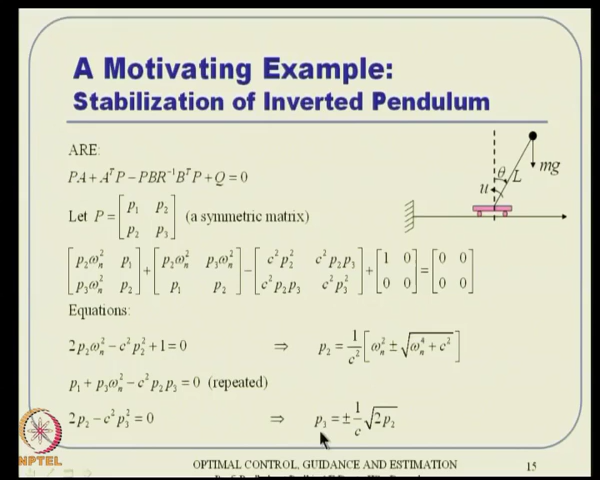 A Motivating Example:
Stabilization of Inverted Pendulum
ARE:
PA + AᵀP − PBR⁻¹BᵀP + Q = 0
Let P = [p₁ p₂; p₂ p₃] (a symmetric matrix)
[p₂ωₙ² p₁; p₃ωₙ² p₂] + [p₂ωₙ² p₃ωₙ²; p₁ p₂] − [c²p₂² c²p₂p₃; c²p₂p₃ c²p₃²] + [1 0; 0 0] = [0 0; 0 0]
Equations:
2p₂ωₙ² − c²p₂² + 1 = 0 ⇒ p₂ = 1/c² [ωₙ² ± √(ωₙ⁴ + c²)]
p₁ + p₃ωₙ² − c²p₂p₃ = 0 (repeated)
2p₂ − c²p₃² = 0 ⇒ p₃ = ± 1/c √(2p₂)
θ L mg
u
NPTEL
OPTIMAL CONTROL, GUIDANCE AND ESTIMATION 15